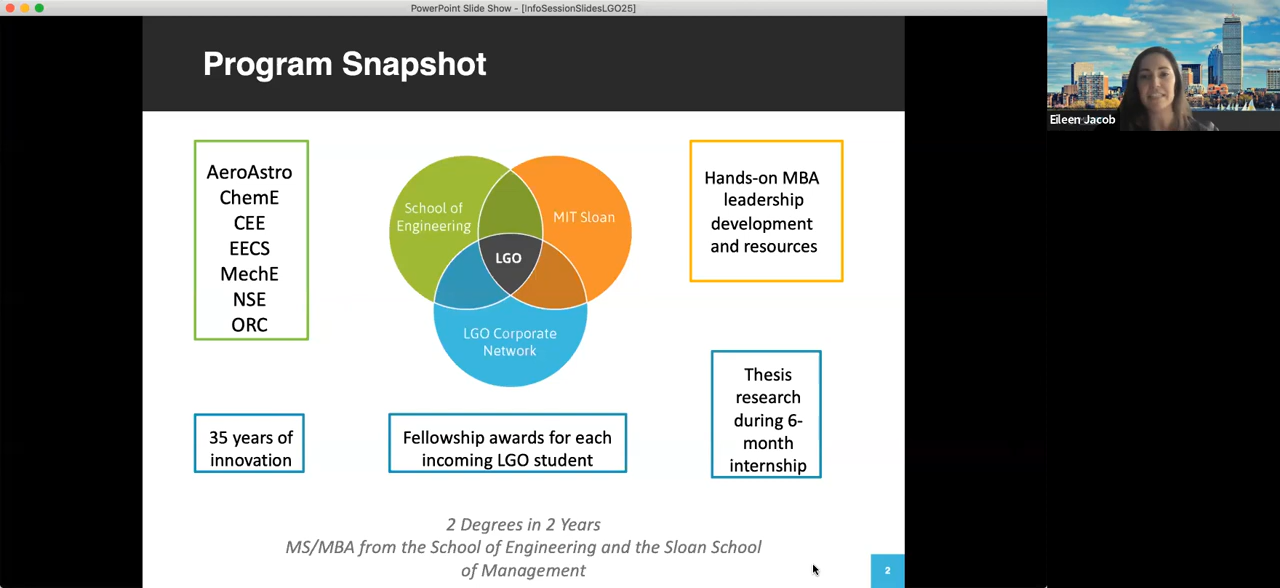 PowerPoint Slide Show - [InfoSessionSlidesLGO25]
Program Snapshot
AeroAstro
ChemE
CEE
EECS
MechE
NSE
ORC
School of
Engineering
MIT Sloan
LGO
LGO Corporate
Network
Hands-on MBA
leadership
development
and resources
Thesis
research
during 6-
month
internship
35 years of
innovation
Fellowship awards for each
incoming LGO student
2 Degrees in 2 Years
MS/MBA from the School of Engineering and the Sloan School
of Management
2
Eileen Jacob